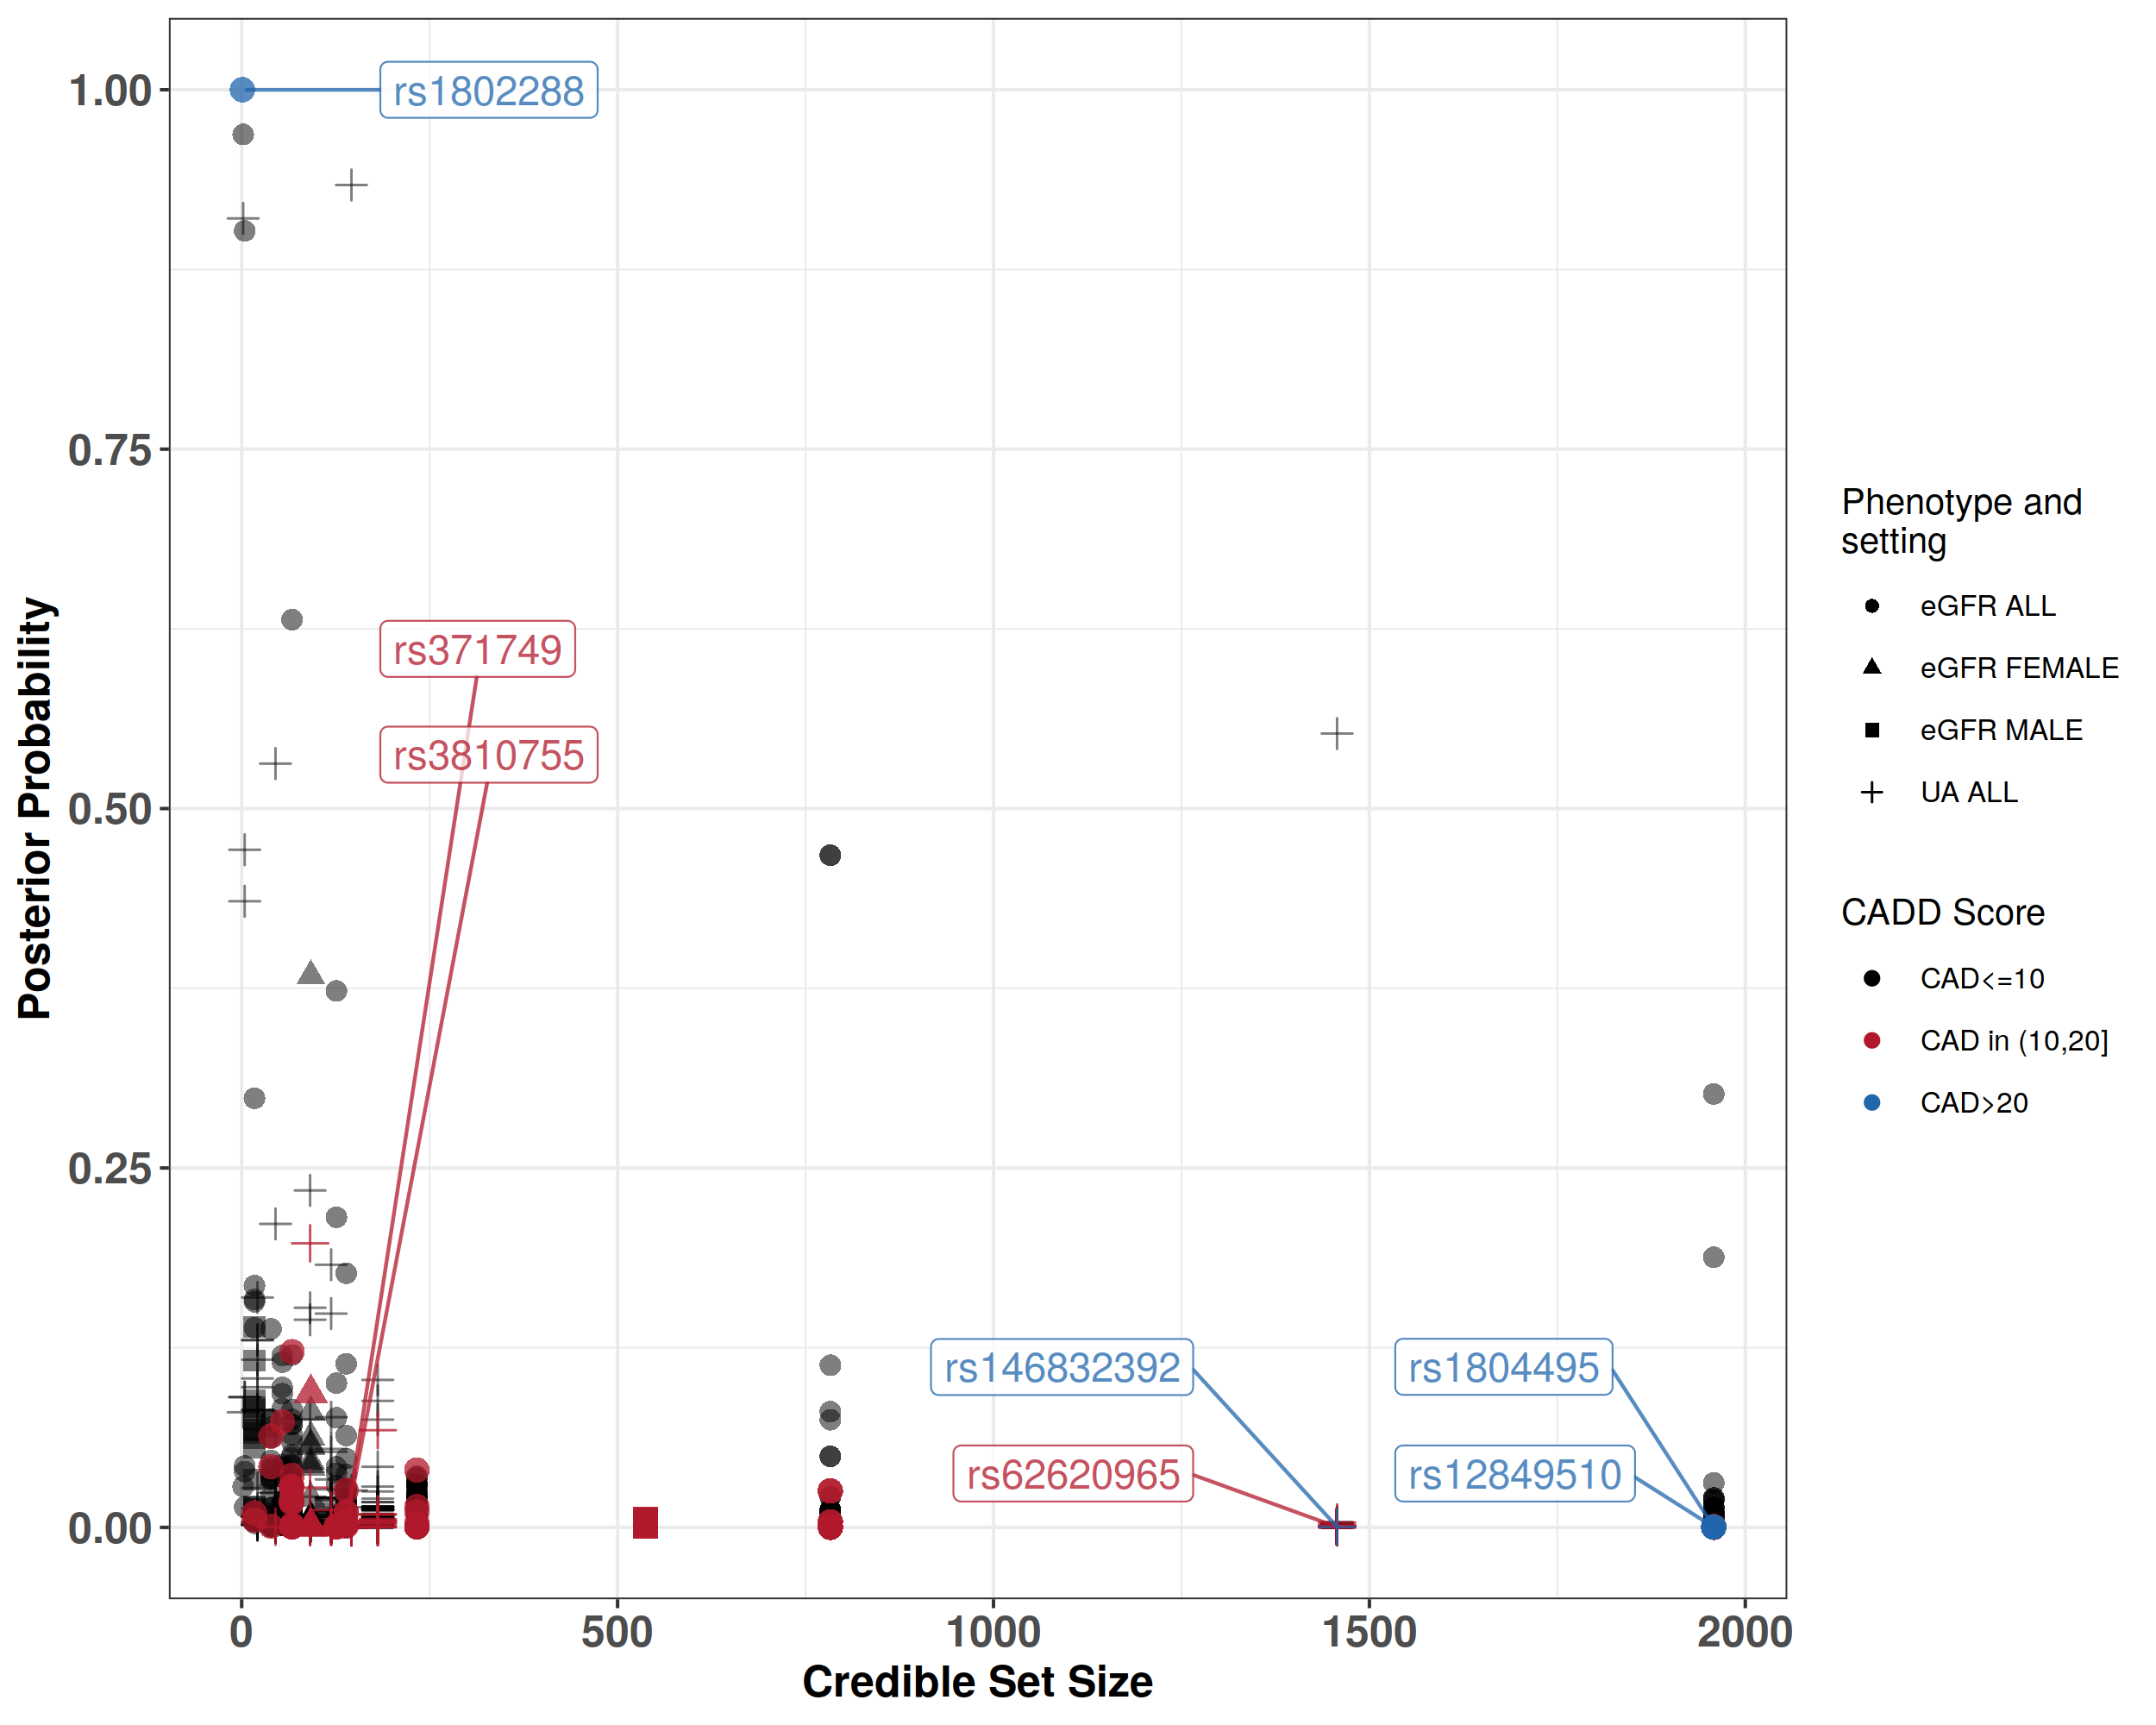 1.00
0.75
0.50
0.25
0.00
Posterior Probability
rs1802288
rs371749
rs3810755
rs146832392
rs62620965
rs1804495
rs12849510
0
500
1000
1500
2000
Credible Set Size
Phenotype and
setting
eGFR ALL
eGFR FEMALE
eGFR MALE
UA ALL
CADD Score
CAD<=10
CAD in (10,20]
CAD>20